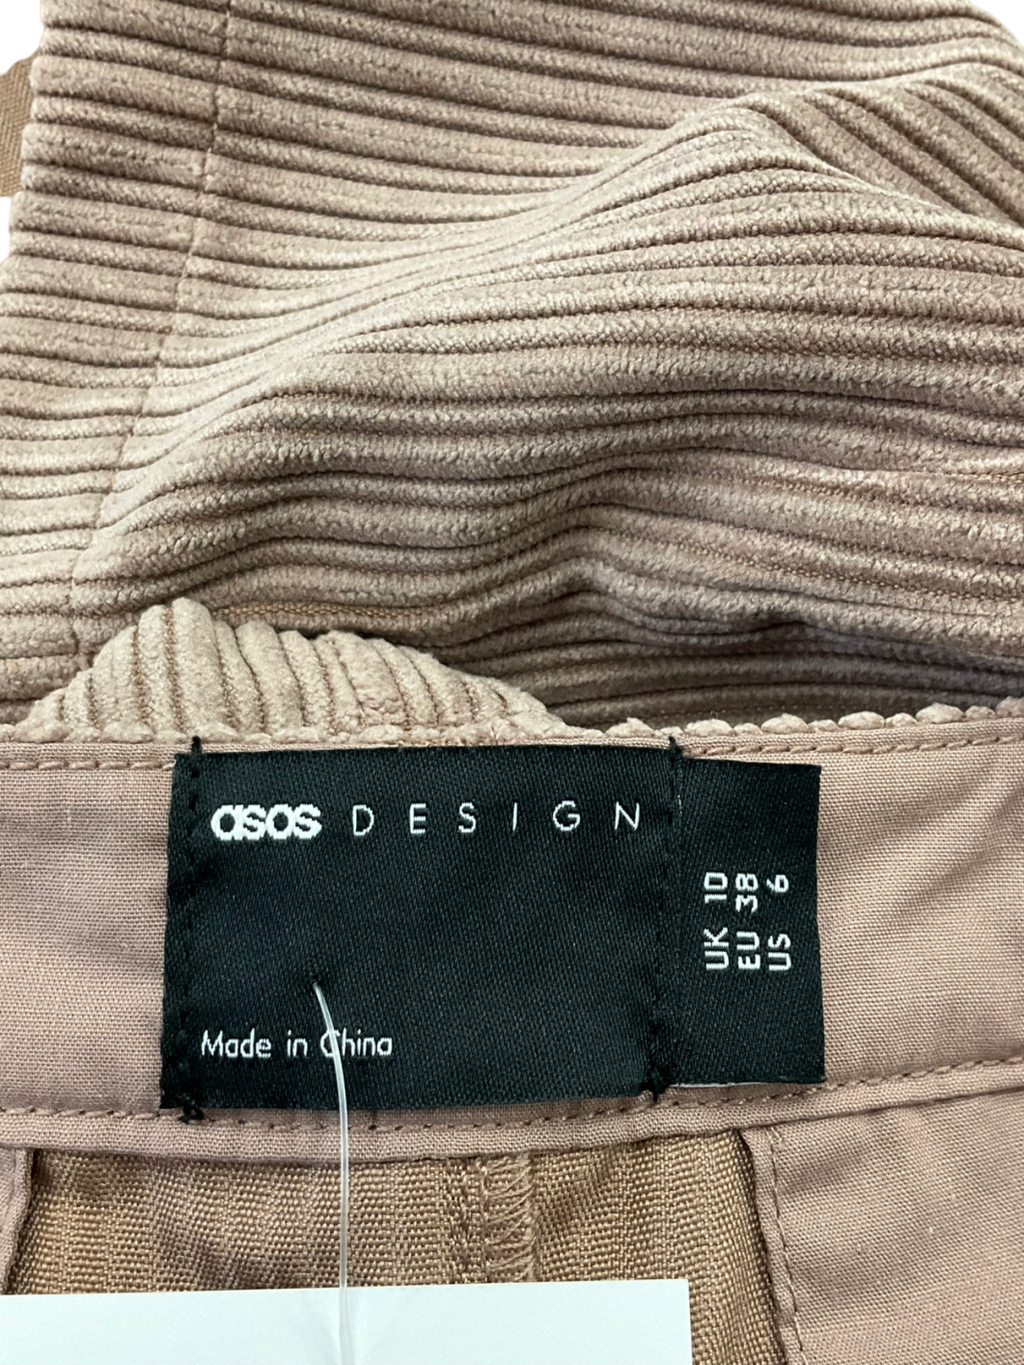 asos DESIGN
Made in China
UK 10
EU 38
US 6